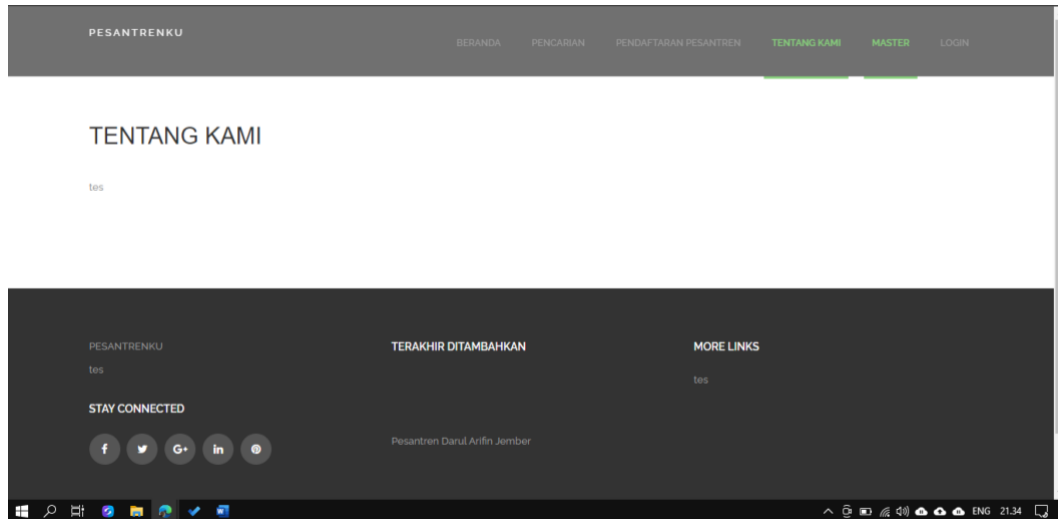 PESANTRENKU
BERANDA PENCARIAN PENDAFTARAN PESANTREN TENTANG KAMI MASTER LOGIN
TENTANG KAMI
tes
PESANTRENKU
tes
STAY CONNECTED
f G+ in
TERAKHIR DITAMBAHKAN
Pesantren Darul Arifin Jember
MORE LINKS
tes
ENG 21.34